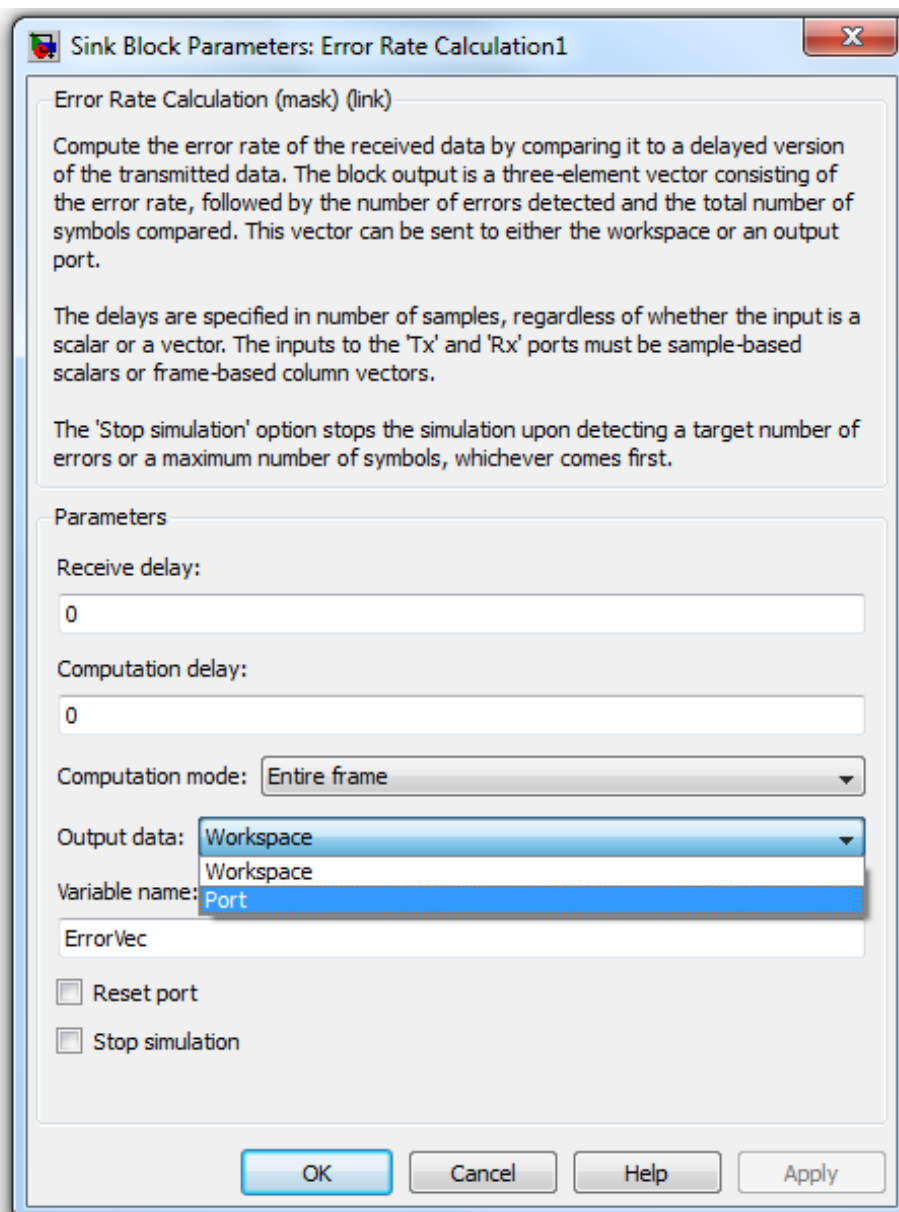 Sink Block Parameters: Error Rate Calculation1
Error Rate Calculation (mask) (link)
Compute the error rate of the received data by comparing it to a delayed version
of the transmitted data. The block output is a three-element vector consisting of
the error rate, followed by the number of errors detected and the total number of
symbols compared. This vector can be sent to either the workspace or an output
port.
The delays are specified in number of samples, regardless of whether the input is a
scalar or a vector. The inputs to the 'Tx' and 'Rx' ports must be sample-based
scalars or frame-based column vectors.
The 'Stop simulation' option stops the simulation upon detecting a target number of
errors or a maximum number of symbols, whichever comes first.
Parameters
Receive delay:
0
Computation delay:
0
Computation mode: Entire frame
Output data: Workspace
Workspace
Variable name: Port
ErrorVec
Reset port
Stop simulation
OK Cancel Help Apply